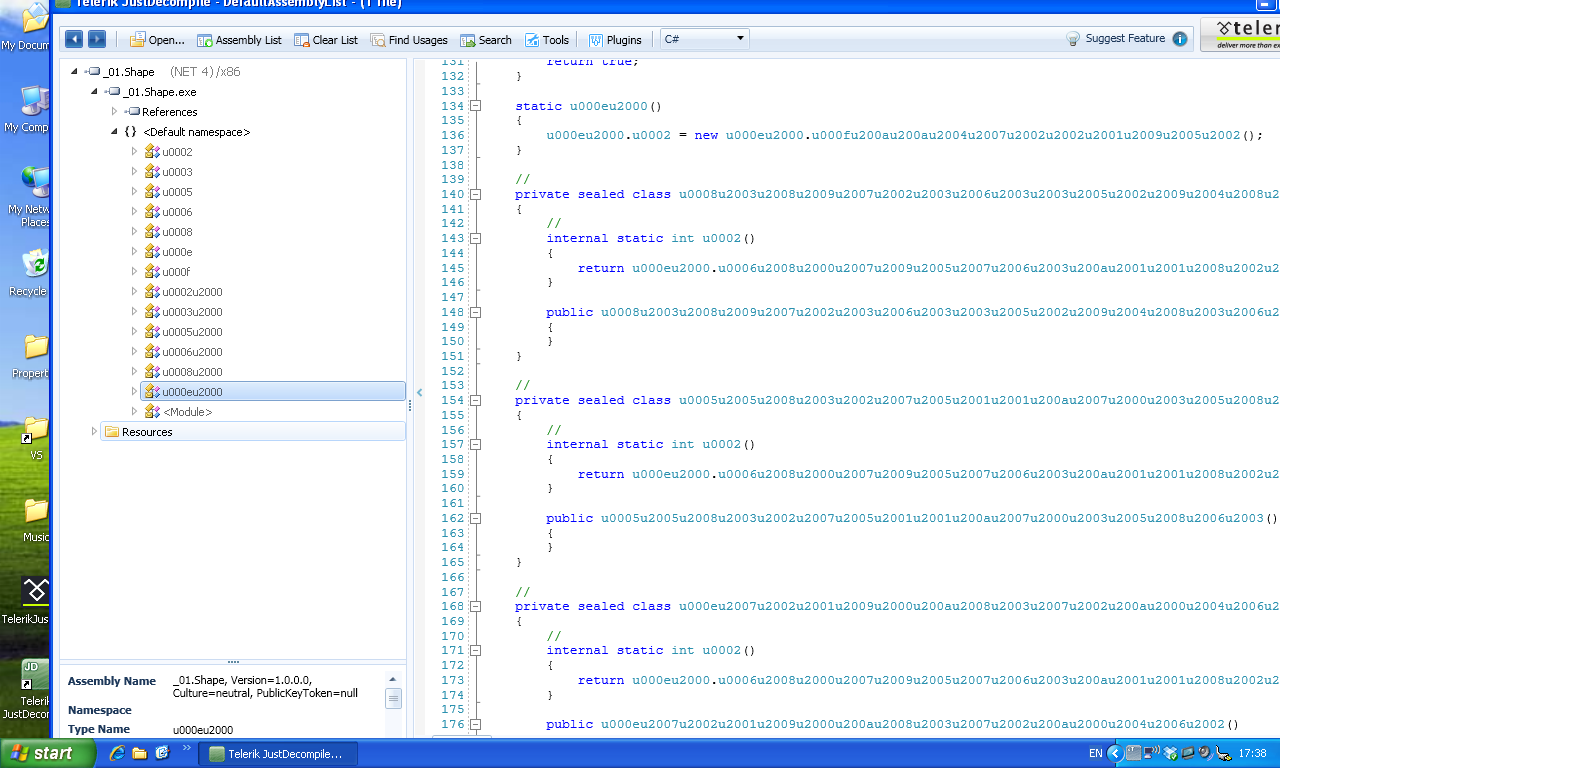 Telerik JustDecompile - DefaultAssemblyList - (1 file)
My Docum
My Comp
My Netw
Places
Recycle
Propert
VS
Music
TelerikJus
Teleri
JustDecor
Open... Assembly List Clear List Find Usages Search Tools Plugins C# Suggest Feature
teler
deliver more than ex
_01.Shape (NET 4)/x86
_01.Shape.exe
References
{} <Default namespace>
u0002
u0003
u0005
u0006
u0008
u000e
u000f
u0002u2000
u0003u2000
u0005u2000
u0006u2000
u0008u2000
u000eu2000
<Module>
Resources
Assembly Name _01.Shape, Version=1.0.0.0,
Culture=neutral, PublicKeyToken=null
Namespace
Type Name u000eu2000
131 return true;
132 }
133
134 static u000eu2000()
135 {
136 u000eu2000.u0002 = new u000eu2000.u000fu200au200au2004u2007u2002u2002u2001u2009u2005u2002();
137 }
138
139 //
140 private sealed class u0008u2003u2008u2009u2007u2002u2003u2006u2003u2003u2005u2002u2009u2004u2008u2
141 {
142 //
143 internal static int u0002()
144 {
145 return u000eu2000.u0006u2008u2000u2007u2009u2005u2007u2006u2003u200au2001u2001u2008u2002u2
146 }
147
148 public u0008u2003u2008u2009u2007u2002u2003u2006u2003u2003u2005u2002u2009u2004u2008u2003u2006u2
149 {
150 }
151 }
152
153 //
154 private sealed class u0005u2005u2008u2003u2002u2007u2005u2001u2001u200au2007u2000u2003u2005u2008u2
155 {
156 //
157 internal static int u0002()
158 {
159 return u000eu2000.u0006u2008u2000u2007u2009u2005u2007u2006u2003u200au2001u2001u2008u2002u2
160 }
161
162 public u0005u2005u2008u2003u2002u2007u2005u2001u2001u200au2007u2000u2003u2005u2008u2006u2003()
163 {
164 }
165 }
166
167 //
168 private sealed class u000eu2007u2002u2001u2009u2000u200au2008u2003u2007u2002u200au2000u2004u2006u2
169 {
170 //
171 internal static int u0002()
172 {
173 return u000eu2000.u0006u2008u2000u2007u2009u2005u2007u2006u2003u200au2001u2001u2008u2002u2
174 }
175
176 public u000eu2007u2002u2001u2009u2000u200au2008u2003u2007u2002u200au2000u2004u2006u2002()
start Telerik JustDecompile... EN 17:38